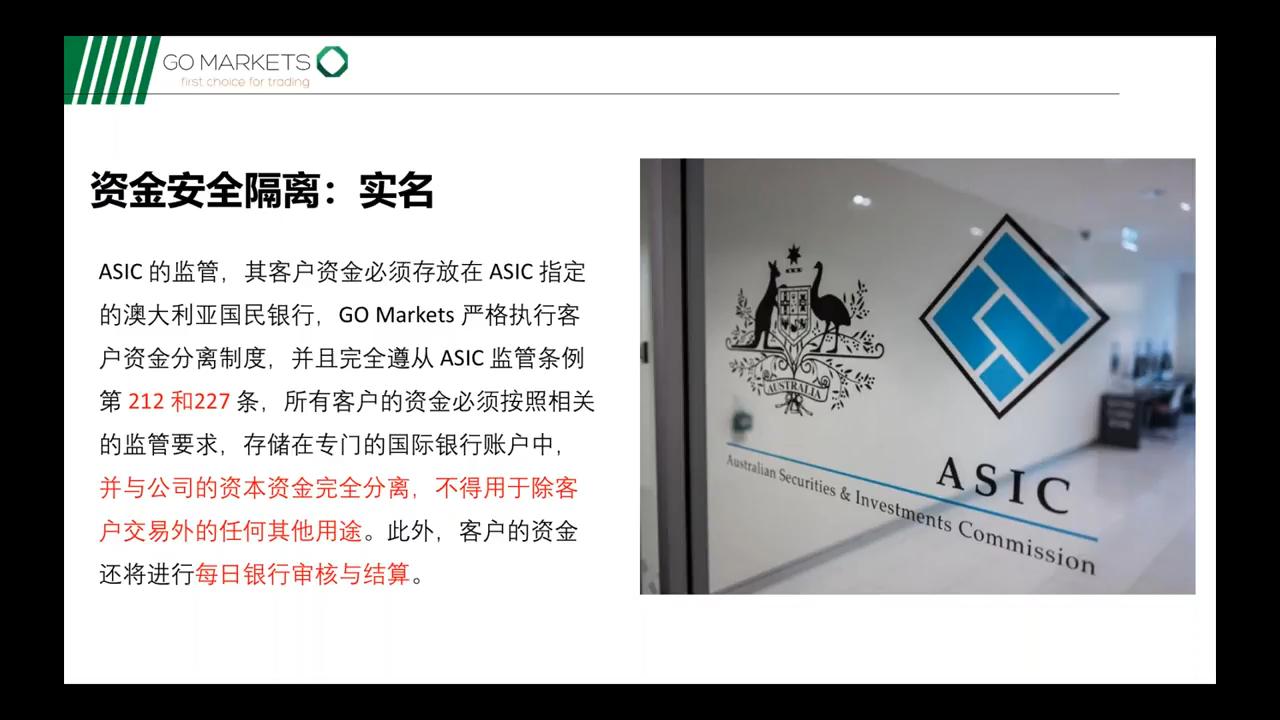 GO MARKETS
first choice for trading
资金安全隔离：实名
ASIC 的监管，其客户资金必须存放在 ASIC 指定
的澳大利亚国民银行，GO Markets 严格执行客
户资金分离制度，并且完全遵从 ASIC 监管条例
第 212 和227 条，所有客户的资金必须按照相关
的监管要求，存储在专门的国际银行账户中，
并与公司的资本资金完全分离，不得用于除客
户交易外的任何其他用途。此外，客户的资金
还将进行每日银行审核与结算。
AUSTRALIA
ASIC
Australian Securities & Investments Commission